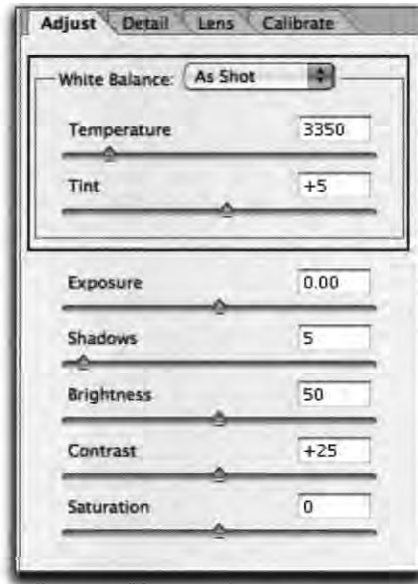 Adjust Detail Lens Calibrate
White Balance: As Shot
Temperature 3350
Tint +5
Exposure 0.00
Shadows 5
Brightness 50
Contrast +25
Saturation 0